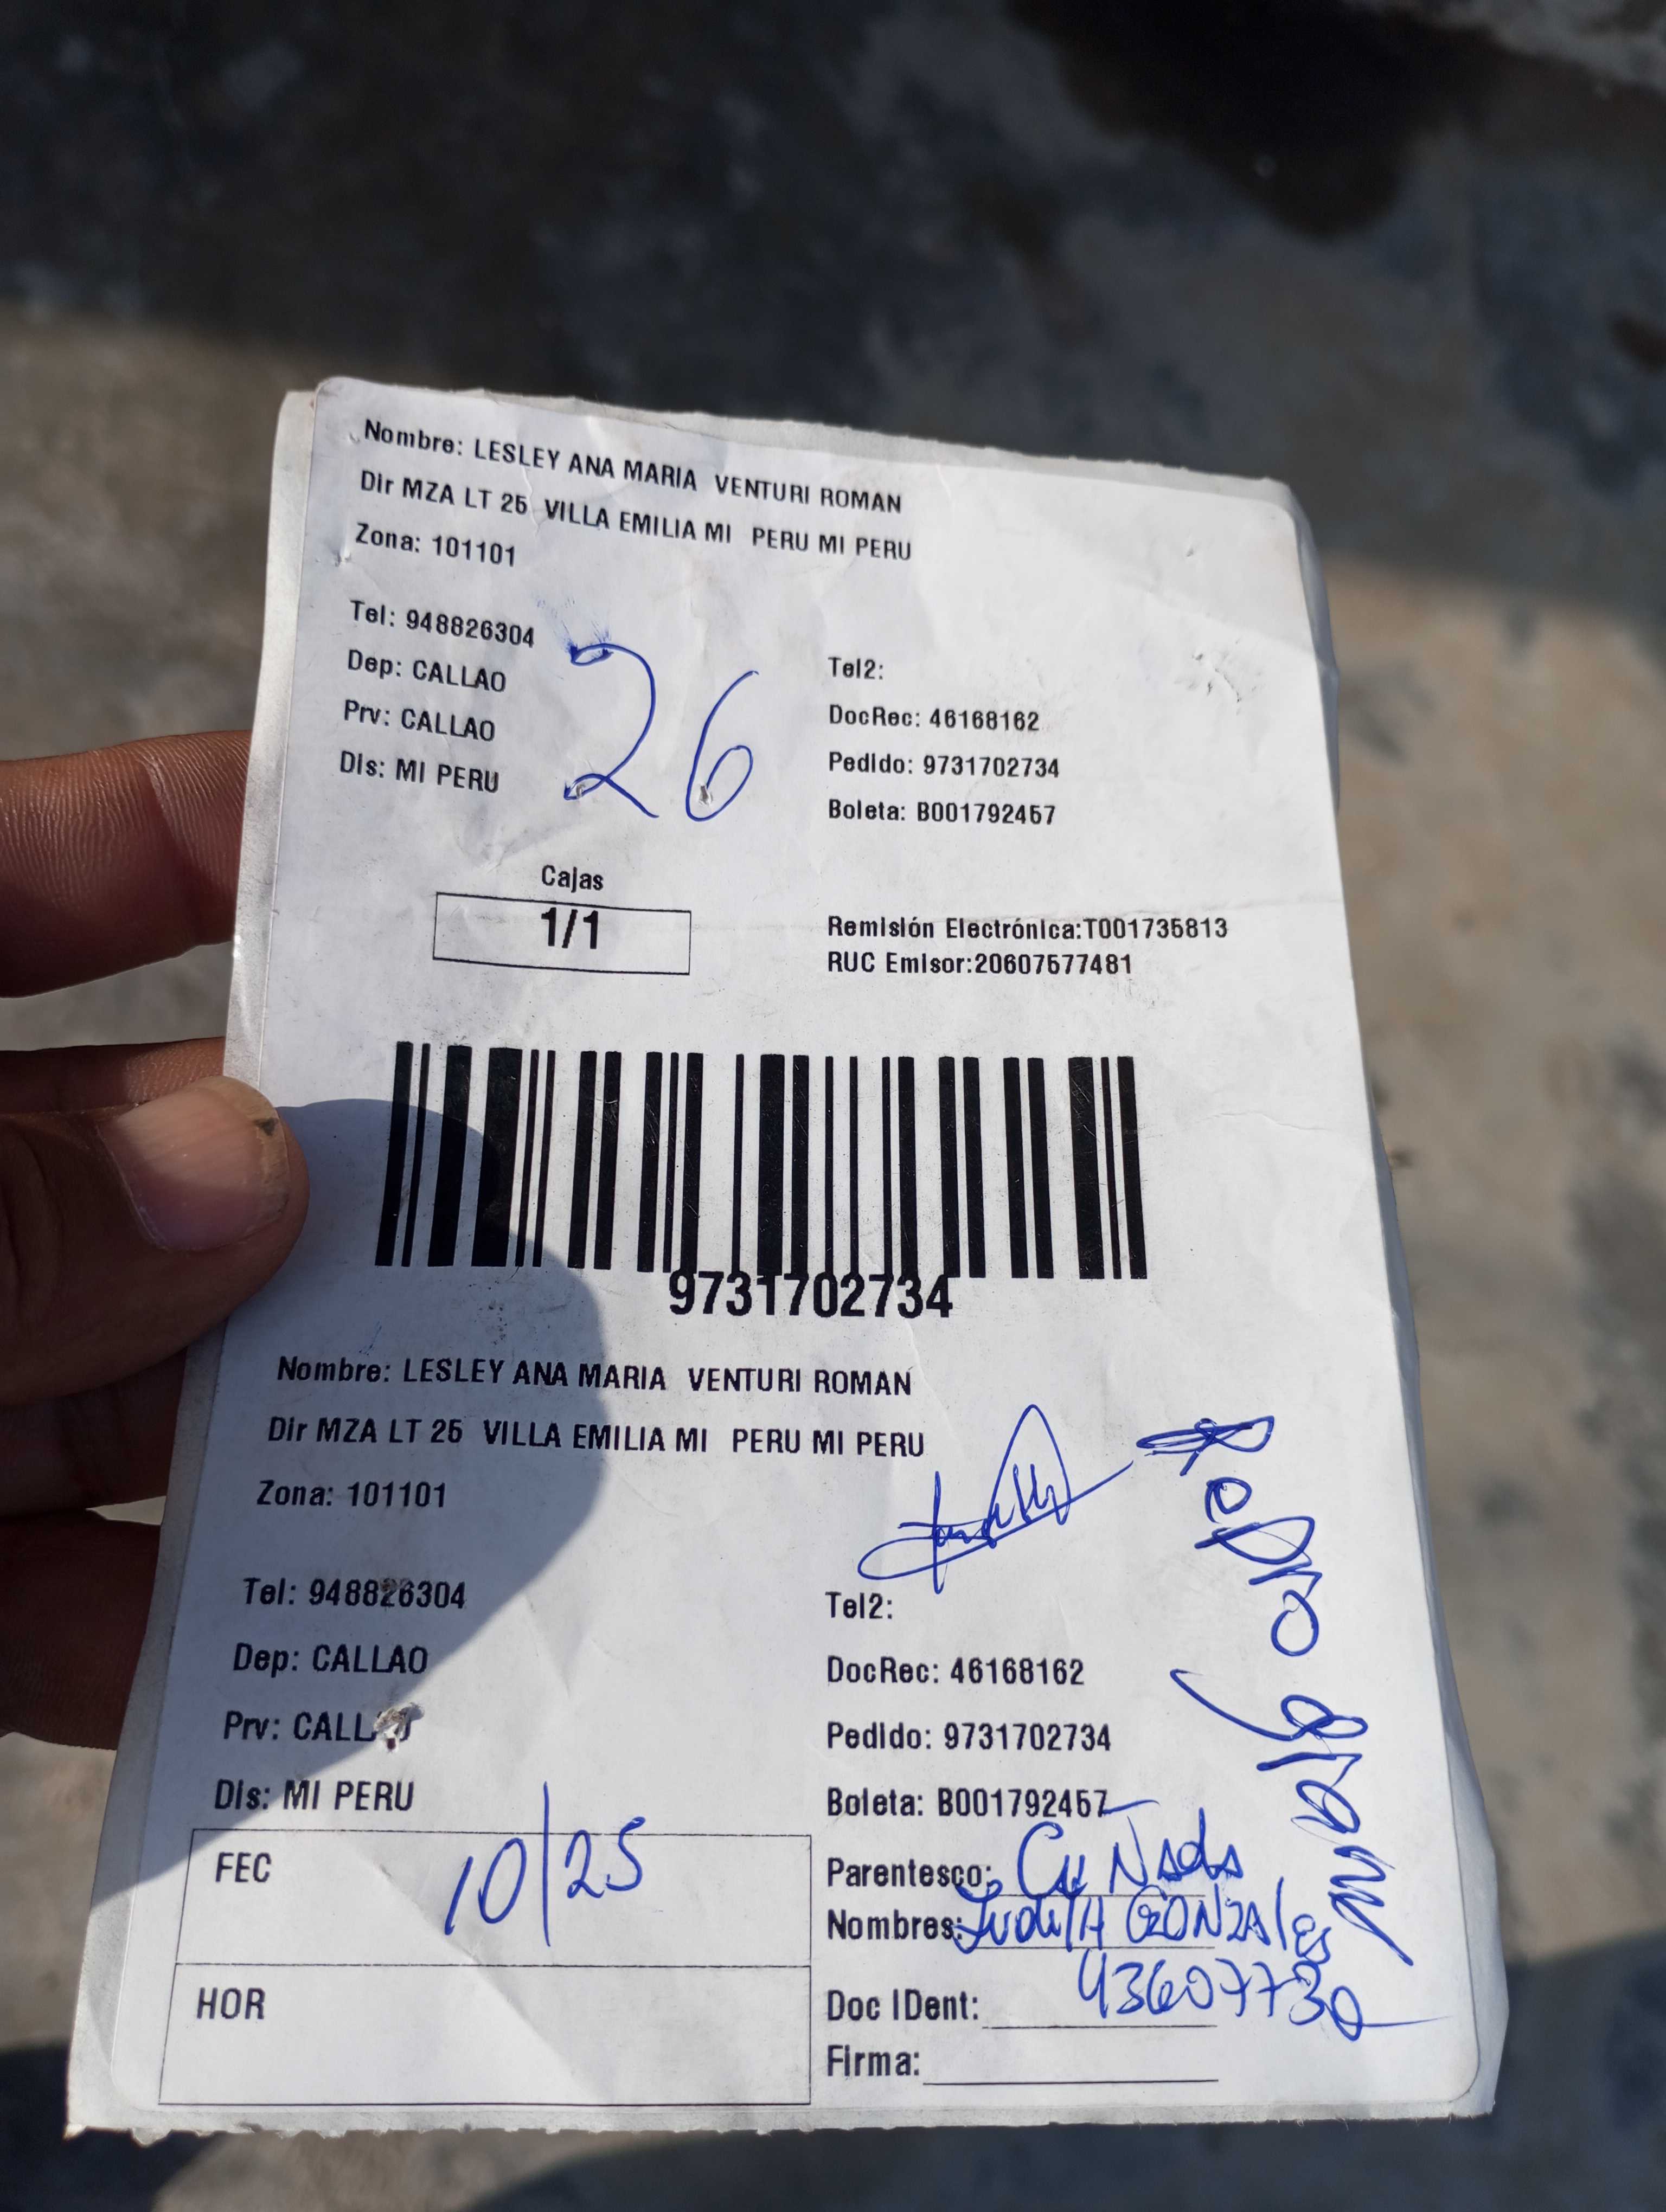 Nombre: LESLEY ANA MARIA VENTURI ROMAN
Dir MZA LT 25 VILLA EMILIA MI PERU MI PERU
Zona: 101101
Tel: 948826304
Dep: CALLAO
Prv: CALLAO
Dis: MI PERU
26
Tel2:
DocRec: 46168162
Pedido: 9731702734
Boleta: B001792457
Cajas
1/1
Remisión Electrónica:T001735813
RUC Emisor:20607577481
9731702734
Nombre: LESLEY ANA MARIA VENTURI ROMAN
Dir MZA LT 25 VILLA EMILIA MI PERU MI PERU
Zona: 101101
Tel: 948826304
Dep: CALLAO
Prv: CALLAO
Dis: MI PERU
Tel2:
DocRec: 46168162
Pedido: 9731702734
Boleta: B001792457
FEC 10/25
HOR
Parentesco: CuNada
Nombres: Judith GONZAles
Doc IDent: 43607730
Firma: